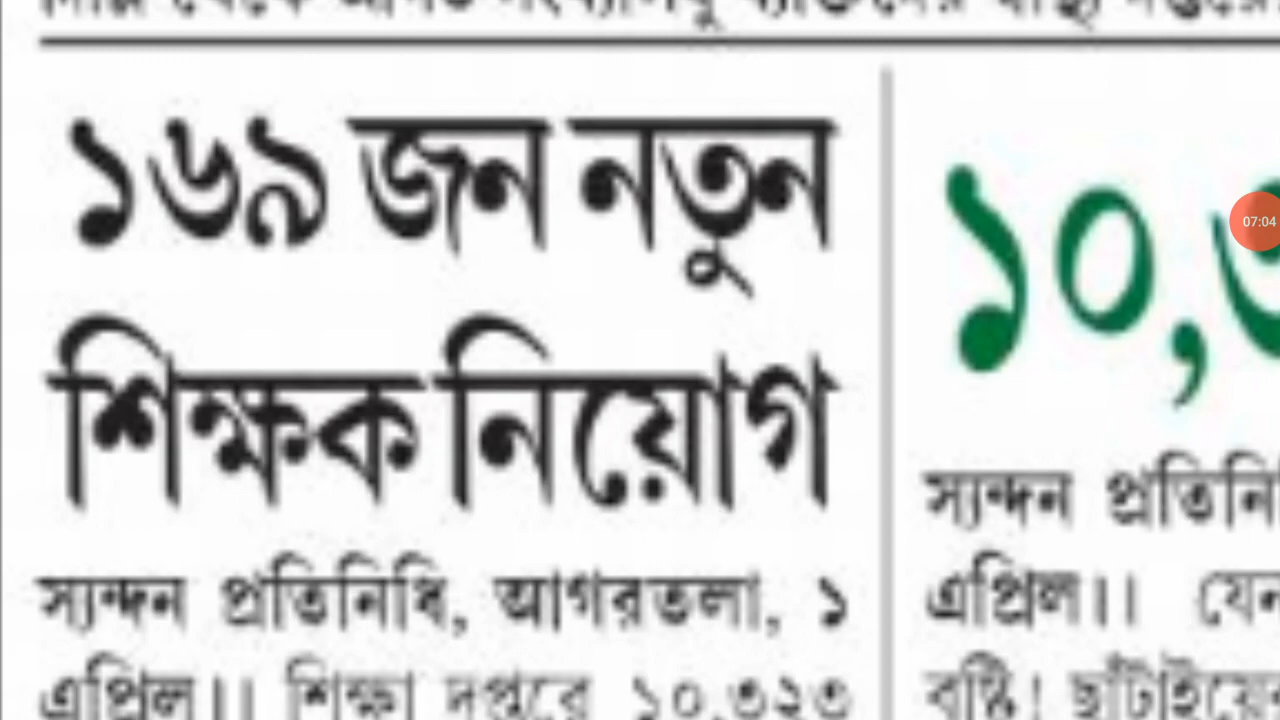 ১৬৯ জন নতুন
শিক্ষক নিয়োগ
স্যন্দন প্রতিনিধি, আগরতলা, ১
এপ্রিল।। শিক্ষা দপ্তরে ১০,৩২৩
১০,৩
স্যন্দন প্রতিনি
এপ্রিল।। যেন
বৃষ্টি! ছাঁটাইয়ের
07:04